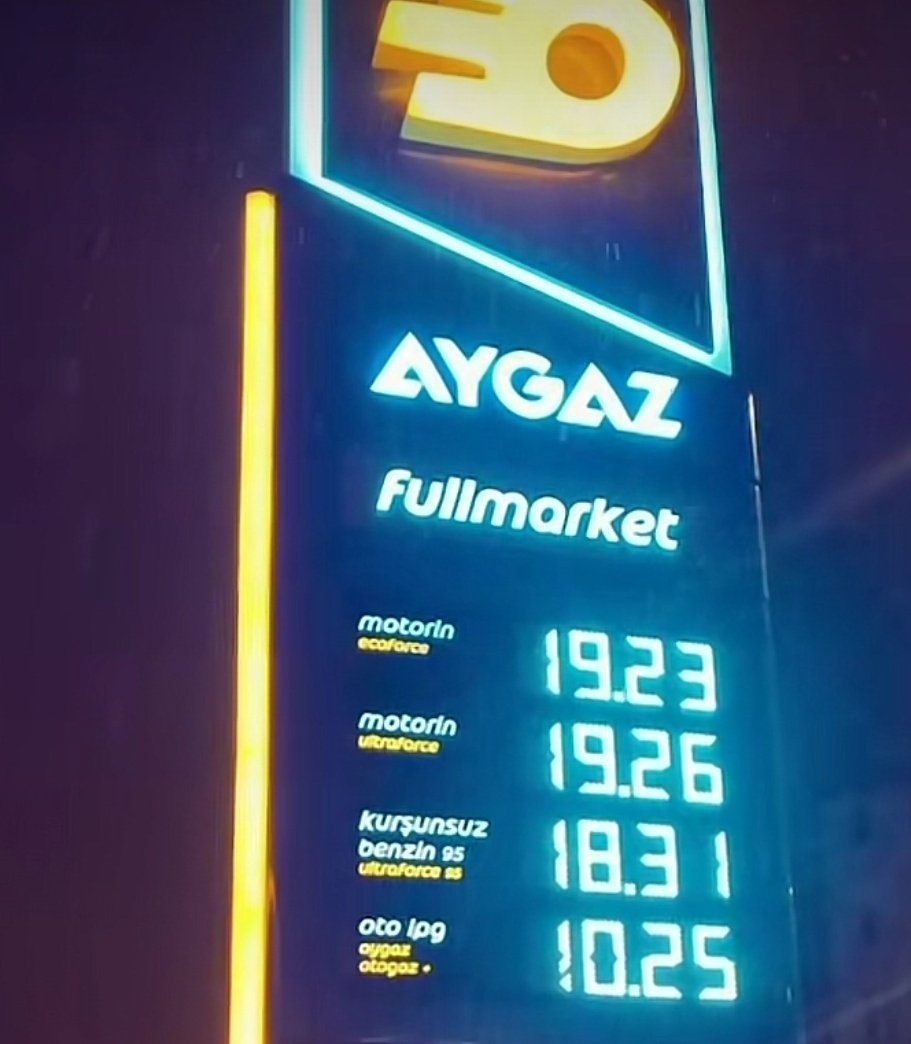 AYGAZ
fullmarket
motorin 19.23
ecoforce
motorin 19.26
ultraforce
kurşunsuz
benzin 95 18.31
ultraforce 95
oto lpg 10.25
aygaz
otogaz +